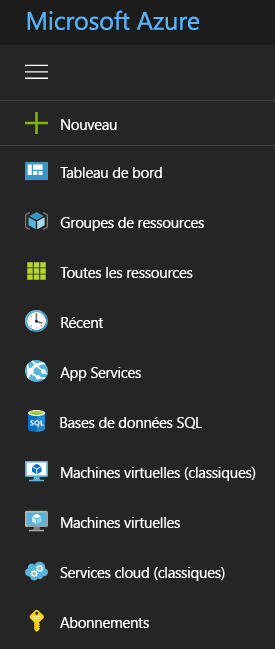 Microsoft Azure
Nouveau
Tableau de bord
Groupes de ressources
Toutes les ressources
Récent
App Services
Bases de données SQL
Machines virtuelles (classiques)
Machines virtuelles
Services cloud (classiques)
Abonnements